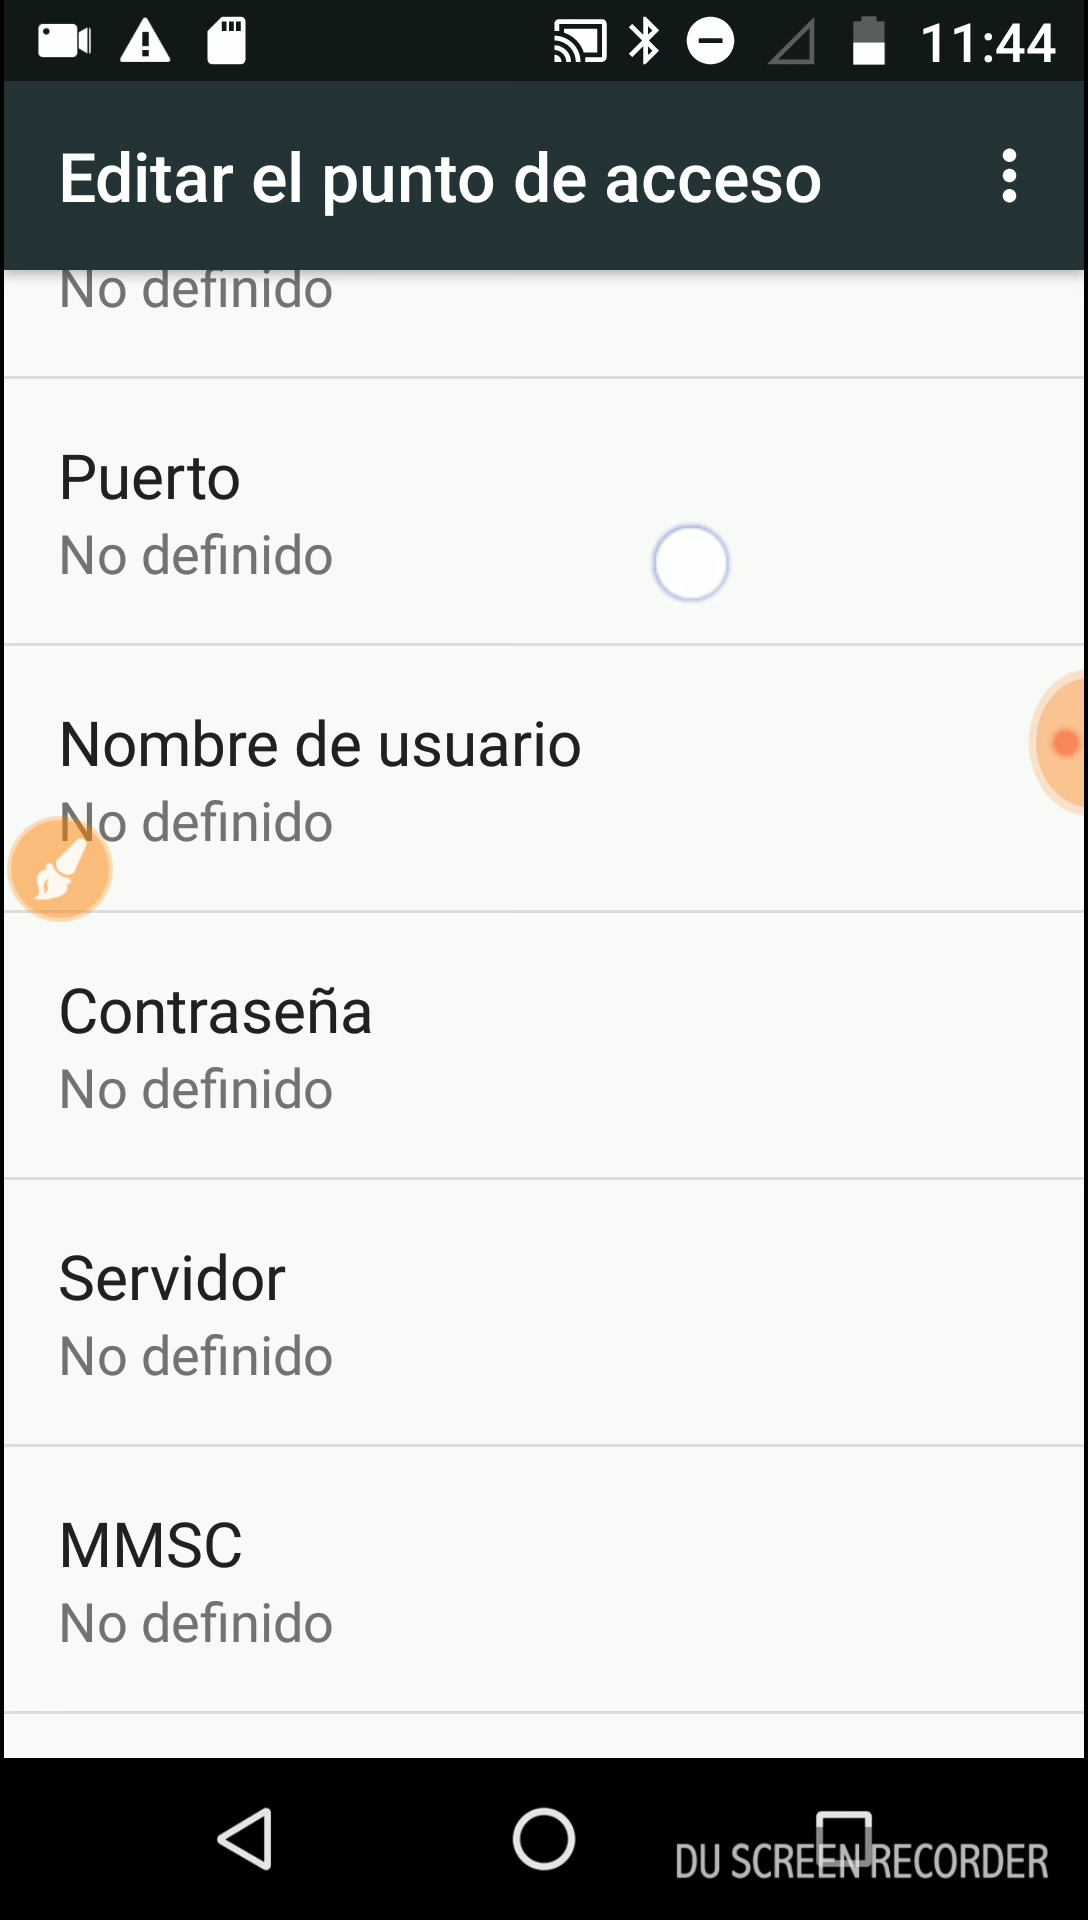 11:44
Editar el punto de acceso
No definido
Puerto
No definido
Nombre de usuario
No definido
Contraseña
No definido
Servidor
No definido
MMSC
No definido
DU SCREEN RECORDER